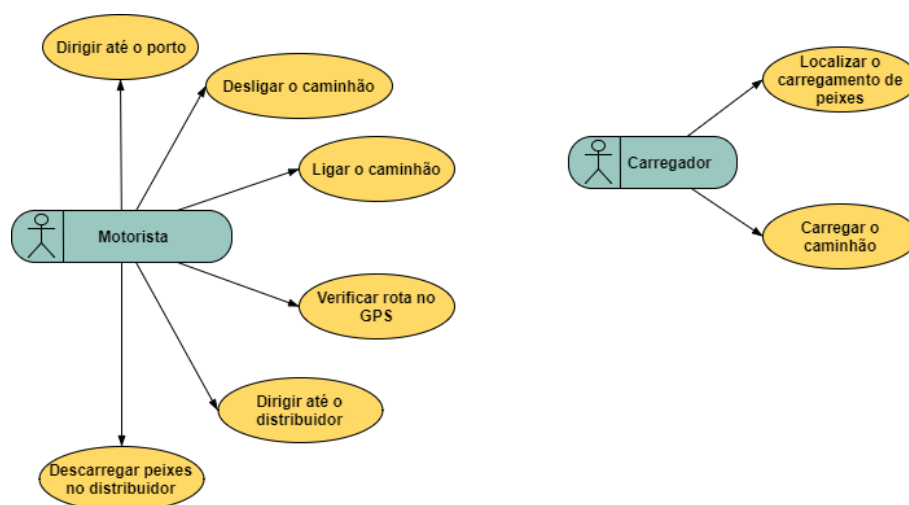 Dirigir até o porto
Desligar o caminhão
Ligar o caminhão
Motorista
Verificar rota no
GPS
Dirigir até o
distribuidor
Descarregar peixes
no distribuidor
Localizar o
carregamento de
peixes
Carregador
Carregar o
caminhão